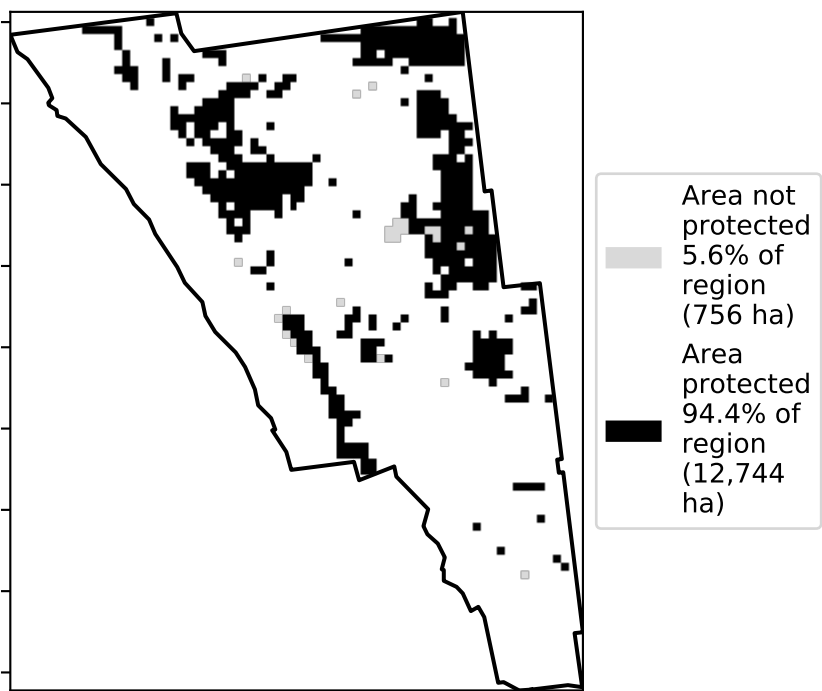 Area not
protected
5.6% of
region
(756 ha)
Area
protected
94.4% of
region
(12,744
ha)